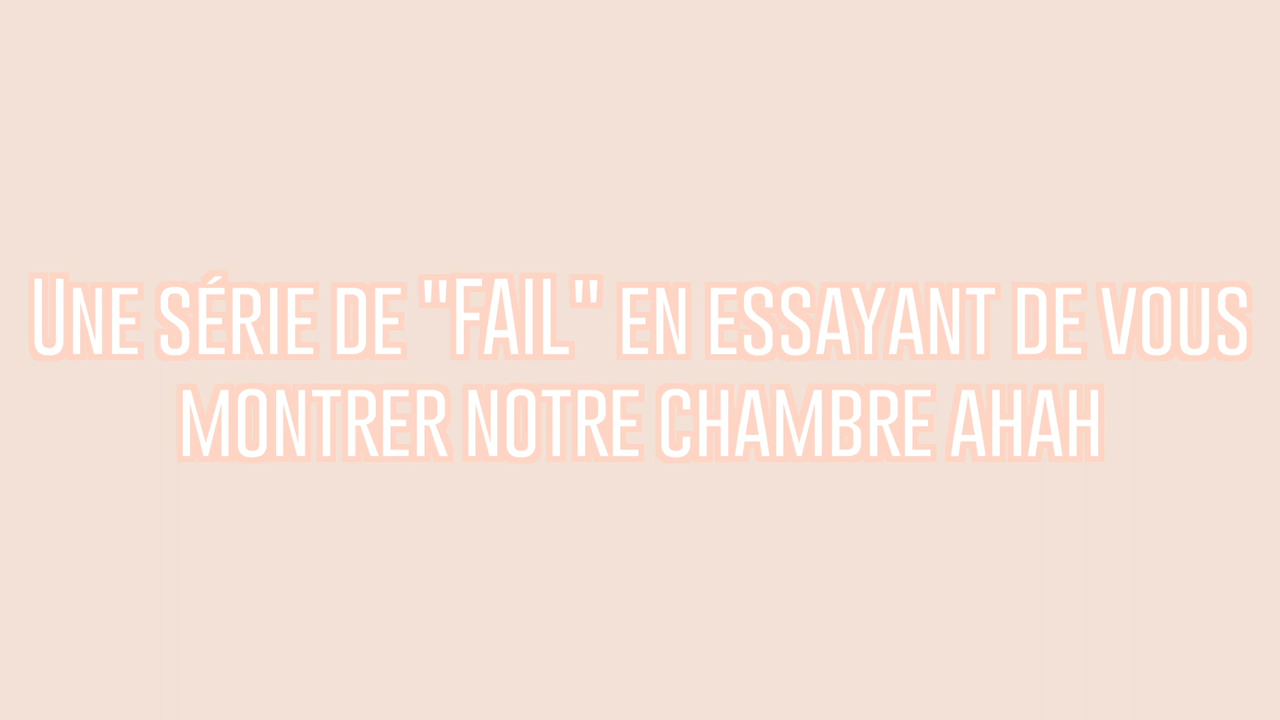 Une série de "FAIL" en essayant de vous
montrer notre chambre ahah